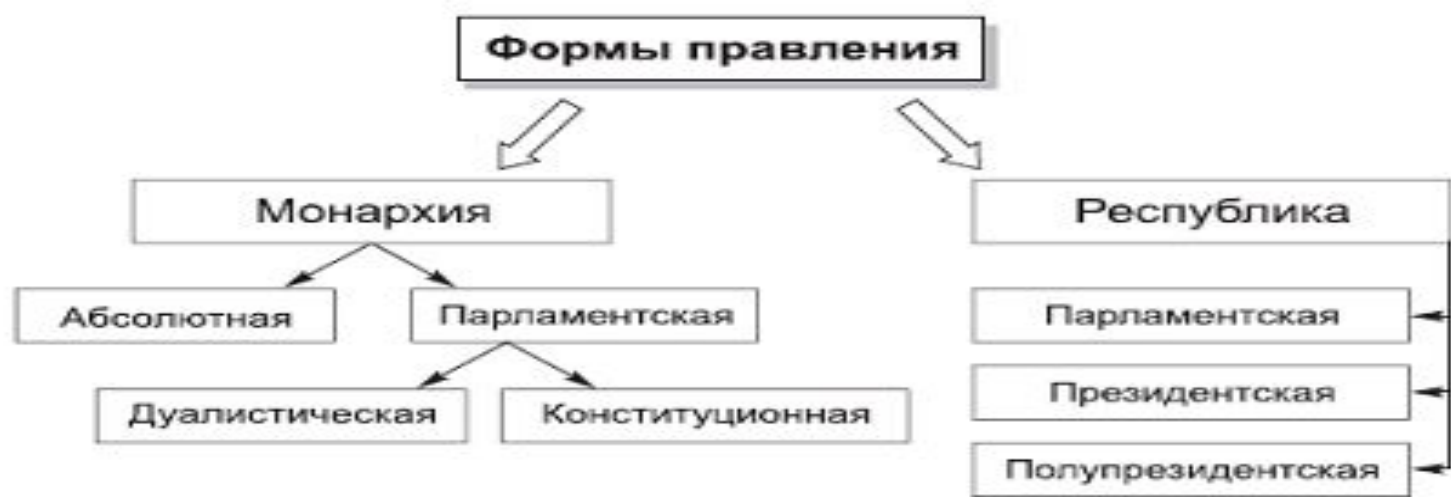 Формы правления
Монархия
Республика
Абсолютная
Парламентская
Парламентская
Дуалистическая
Конституционная
Президентская
Полупрезидентская